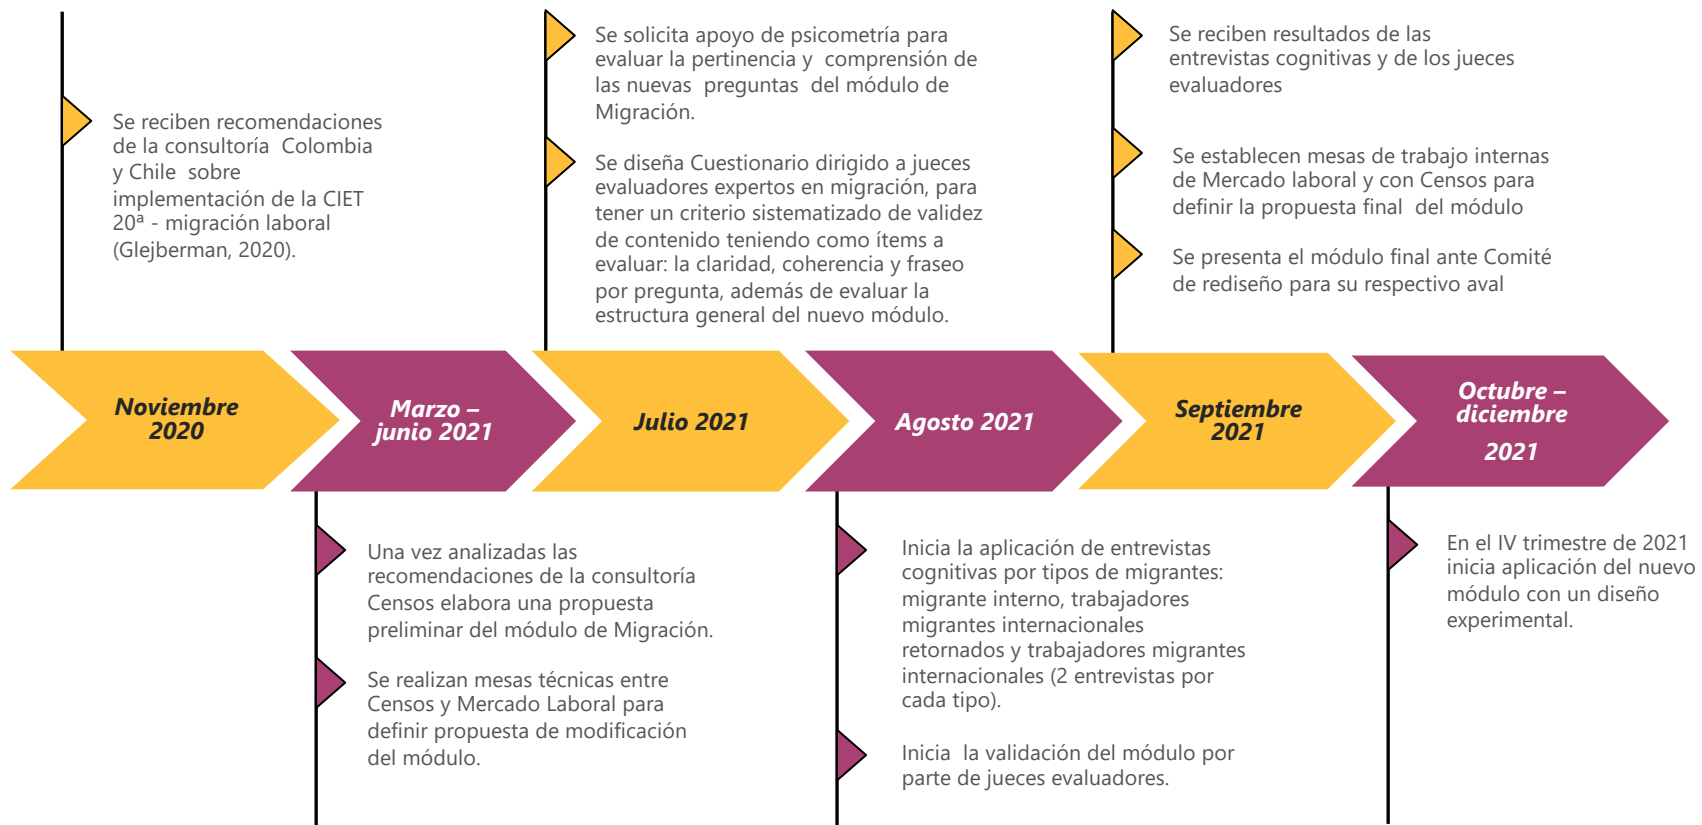 Se reciben recomendaciones
de la consultoría Colombia
y Chile sobre
implementación de la CIET
20ª - migración laboral
(Glejberman, 2020).
Se solicita apoyo de psicometría para
evaluar la pertinencia y comprensión de
las nuevas preguntas del módulo de
Migración.
Se diseña Cuestionario dirigido a jueces
evaluadores expertos en migración, para
tener un criterio sistematizado de validez
de contenido teniendo como ítems a
evaluar: la claridad, coherencia y fraseo
por pregunta, además de evaluar la
estructura general del nuevo módulo.
Se reciben resultados de las
entrevistas cognitivas y de los jueces
evaluadores
Se establecen mesas de trabajo internas
de Mercado laboral y con Censos para
definir la propuesta final del módulo
Se presenta el módulo final ante Comité
de rediseño para su respectivo aval
Noviembre
2020
Marzo –
junio 2021
Julio 2021
Agosto 2021
Septiembre
2021
Octubre –
diciembre
2021
Una vez analizadas las
recomendaciones de la consultoría
Censos elabora una propuesta
preliminar del módulo de Migración.
Se realizan mesas técnicas entre
Censos y Mercado Laboral para
definir propuesta de modificación
del módulo.
Inicia la aplicación de entrevistas
cognitivas por tipos de migrantes:
migrante interno, trabajadores
migrantes internacionales
retornados y trabajadores migrantes
internacionales (2 entrevistas por
cada tipo).
Inicia la validación del módulo por
parte de jueces evaluadores.
En el IV trimestre de 2021
inicia aplicación del nuevo
módulo con un diseño
experimental.